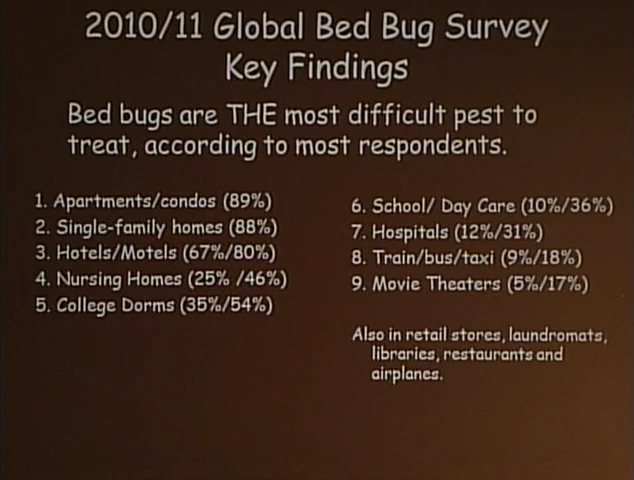 2010/11 Global Bed Bug Survey
Key Findings
Bed bugs are THE most difficult pest to
treat, according to most respondents.
1. Apartments/condos (89%)
2. Single-family homes (88%)
3. Hotels/Motels (67%/80%)
4. Nursing Homes (25% /46%)
5. College Dorms (35%/54%)
6. School/ Day Care (10%/36%)
7. Hospitals (12%/31%)
8. Train/bus/taxi (9%/18%)
9. Movie Theaters (5%/17%)
Also in retail stores, laundromats,
libraries, restaurants and
airplanes.